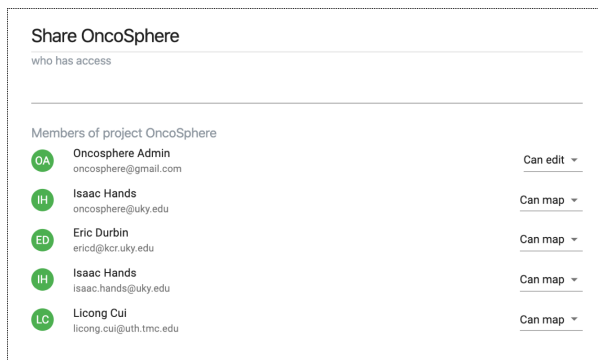 Share OncoSphere
who has access
Members of project OncoSphere
OA
Oncosphere Admin
oncosphere@gmail.com
Can edit
IH
Isaac Hands
oncosphere@uky.edu
Can map
ED
Eric Durbin
ericd@kcr.uky.edu
Can map
IH
Isaac Hands
isaac.hands@uky.edu
Can map
LC
Licong Cui
licong.cui@uth.tmc.edu
Can map